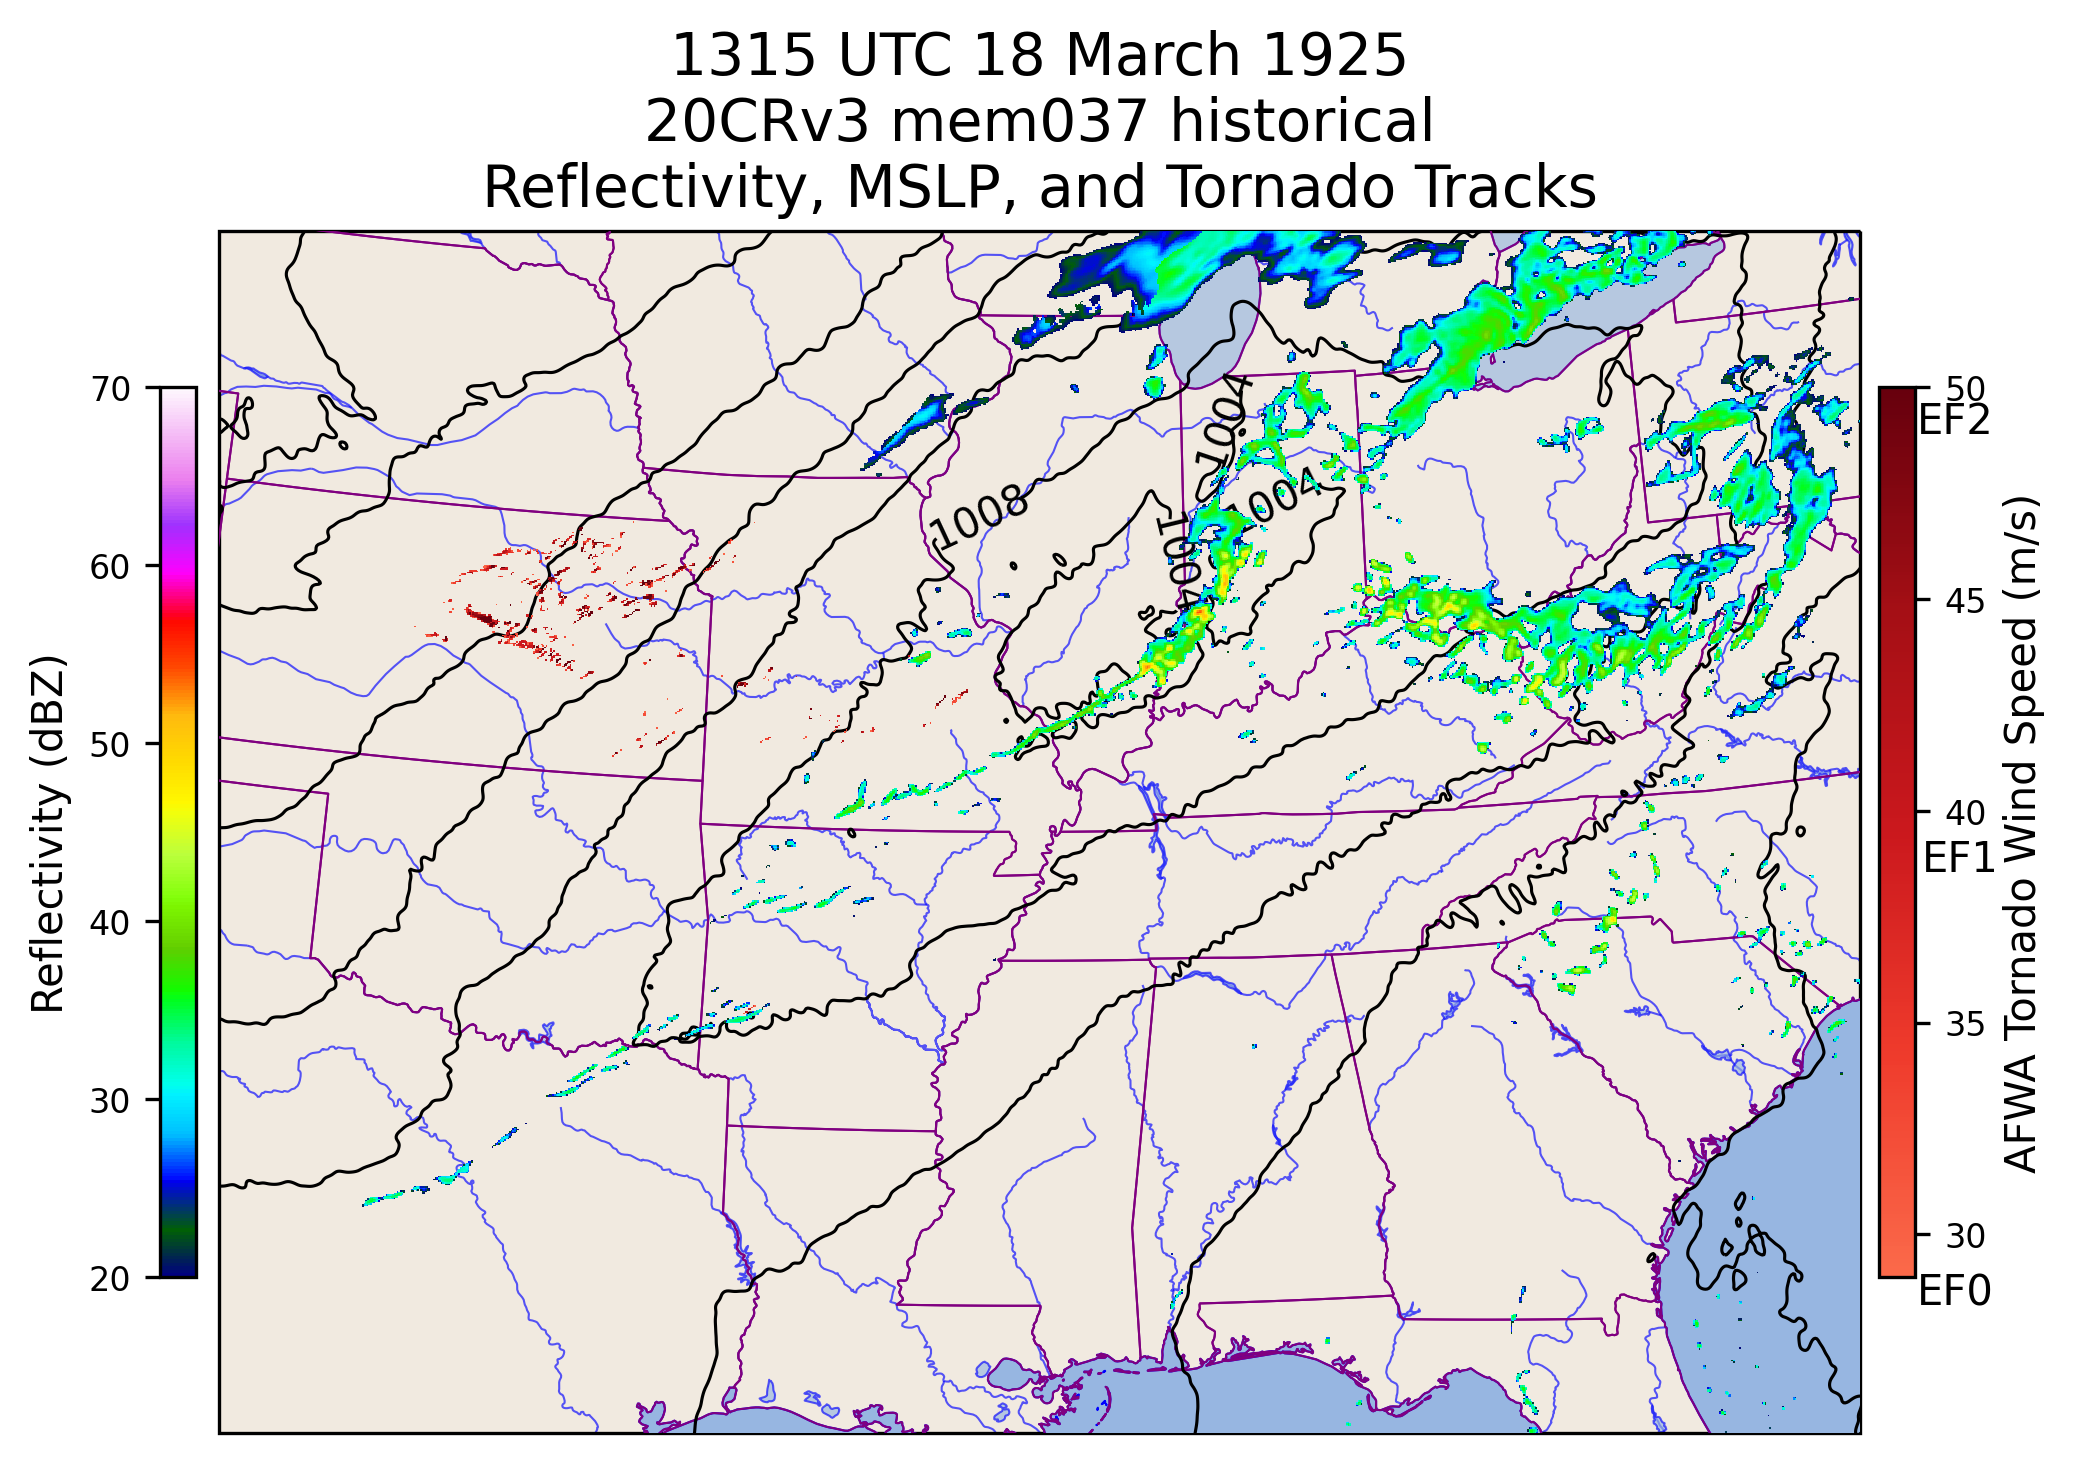 1315 UTC 18 March 1925
20CRv3 mem037 historical
Reflectivity, MSLP, and Tornado Tracks
70
60
50
40
30
20
Reflectivity (dBZ)
1004
1004
1008
1004
50
EF2
45
40
EF1
35
30
EF0
AFWA Tornado Wind Speed (m/s)